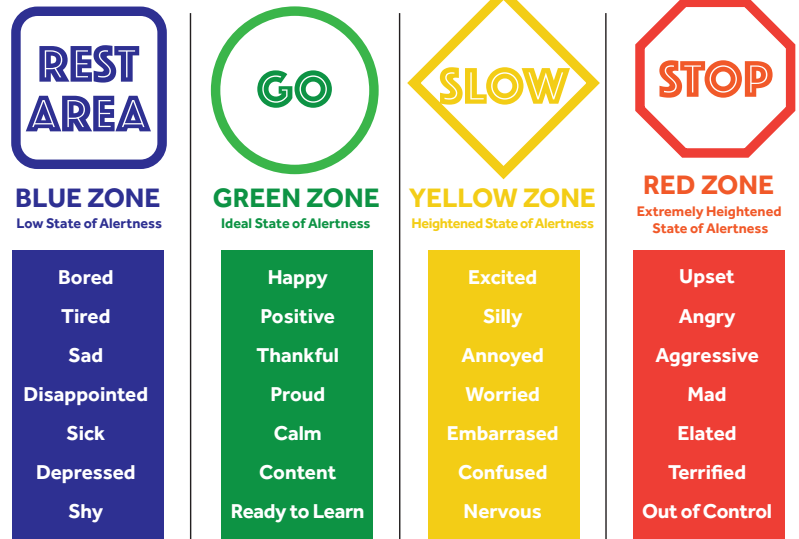 REST
AREA
BLUE ZONE
Low State of Alertness
Bored
Tired
Sad
Disappointed
Sick
Depressed
Shy
GO
GREEN ZONE
Ideal State of Alertness
Happy
Positive
Thankful
Proud
Calm
Content
Ready to Learn
SLOW
YELLOW ZONE
Heightened State of Alertness
Excited
Silly
Annoyed
Worried
Embarrased
Confused
Nervous
STOP
RED ZONE
Extremely Heightened
State of Alertness
Upset
Angry
Aggressive
Mad
Elated
Terrified
Out of Control